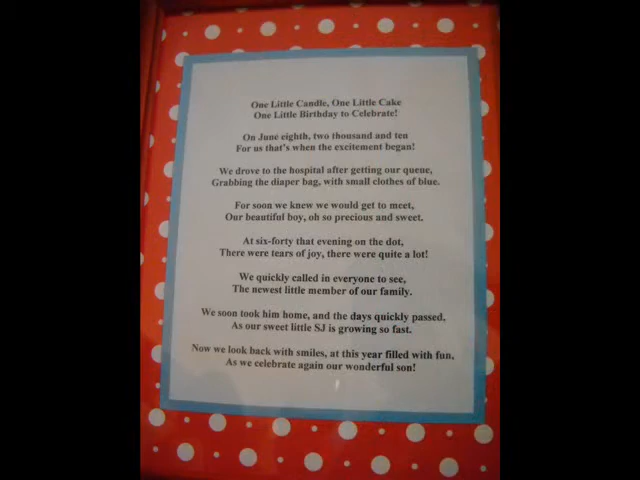 One Little Candle, One Little Cake
One Little Birthday to Celebrate!
On June eighth, two thousand and ten
For us that's when the excitement began!
We drove to the hospital after getting our queue,
Grabbing the diaper bag, with small clothes of blue.
For soon we knew we would get to meet,
Our beautiful boy, oh so precious and sweet.
At six-forty that evening on the dot,
There were tears of joy, there were quite a lot!
We quickly called in everyone to see,
The newest little member of our family.
We soon took him home, and the days quickly passed,
As our sweet little SJ is growing so fast.
Now we look back with smiles, at this year filled with fun,
As we celebrate again our wonderful son!